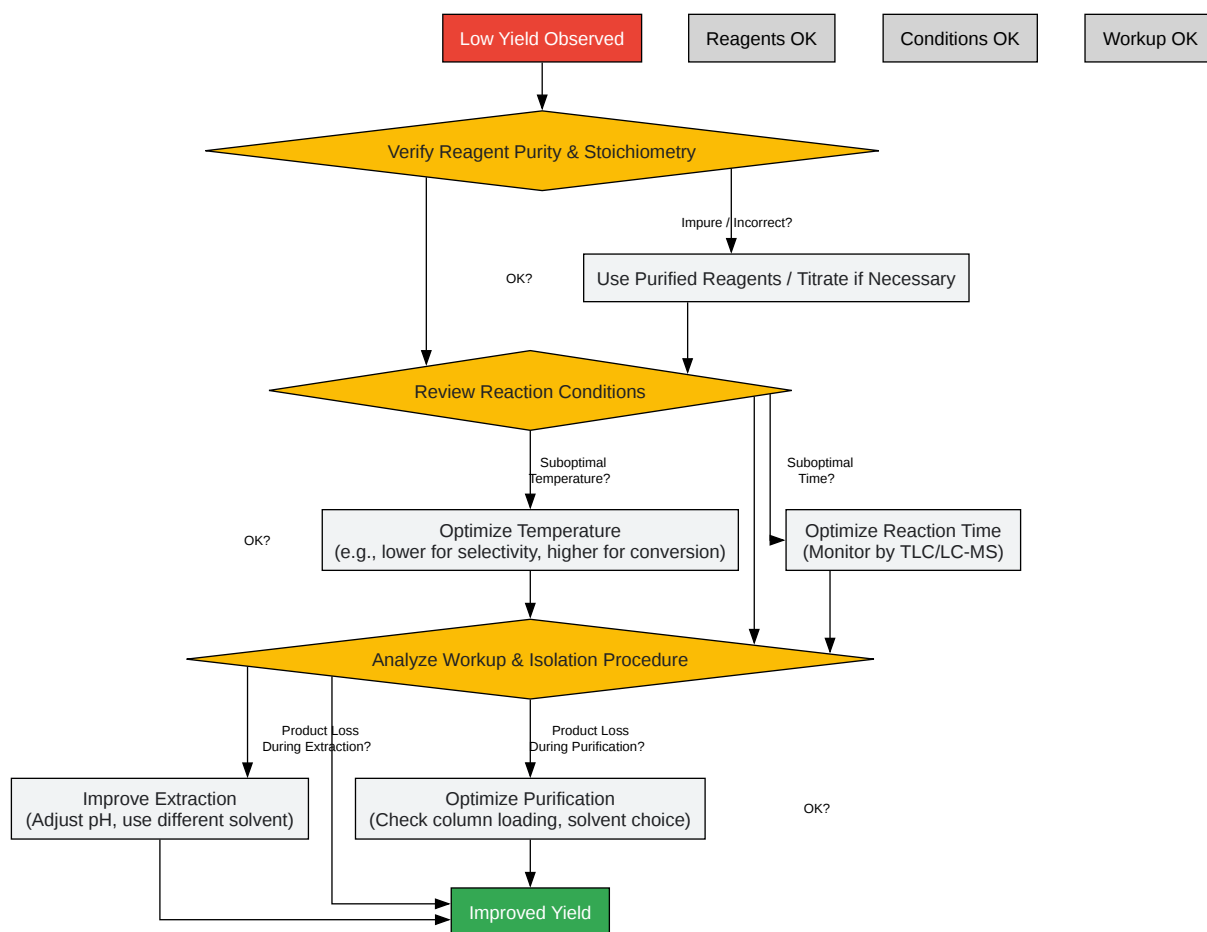 Low Yield Observed
Reagents OK
Conditions OK
Workup OK
Verify Reagent Purity & Stoichiometry
Impure / Incorrect?
OK?
Use Purified Reagents / Titrate if Necessary
Review Reaction Conditions
Suboptimal
Temperature?
Suboptimal
Time?
OK?
Optimize Temperature
(e.g., lower for selectivity, higher for conversion)
Optimize Reaction Time
(Monitor by TLC/LC-MS)
Analyze Workup & Isolation Procedure
Product Loss
During Extraction?
Product Loss
During Purification?
Improve Extraction
(Adjust pH, use different solvent)
Optimize Purification
(Check column loading, solvent choice)
OK?
Improved Yield